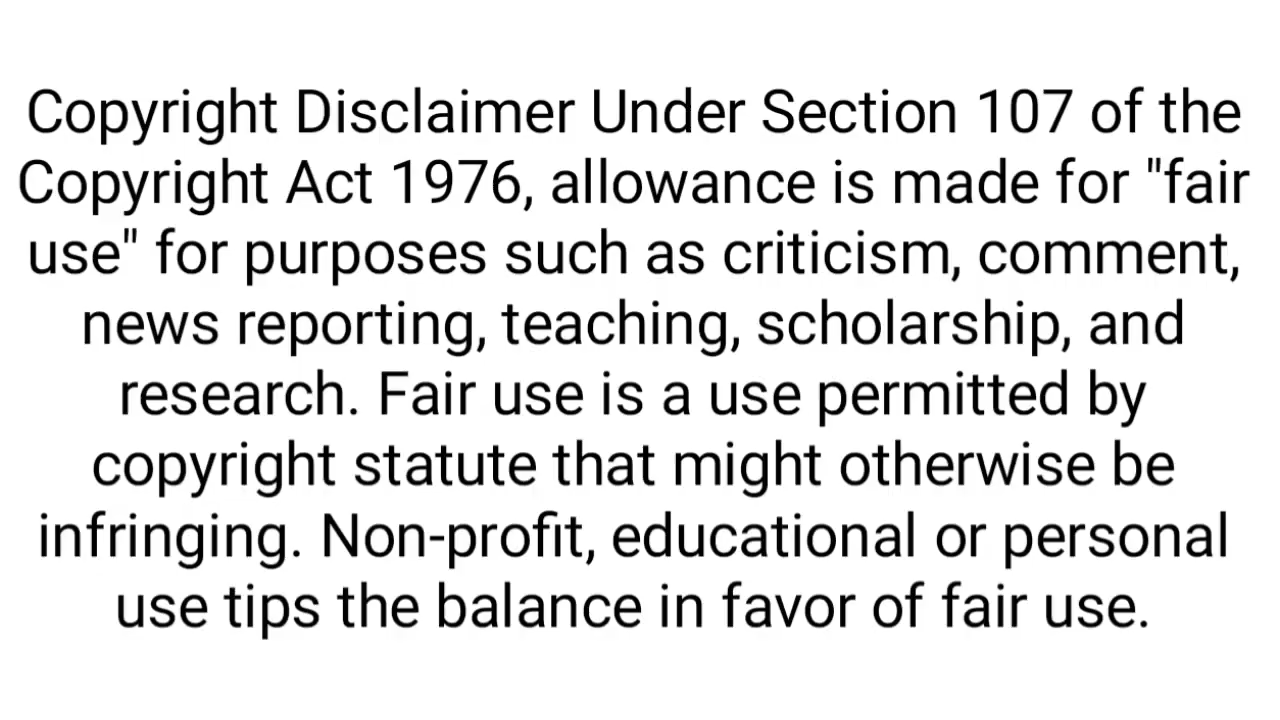 Copyright Disclaimer Under Section 107 of the
Copyright Act 1976, allowance is made for "fair
use" for purposes such as criticism, comment,
news reporting, teaching, scholarship, and
research. Fair use is a use permitted by
copyright statute that might otherwise be
infringing. Non-profit, educational or personal
use tips the balance in favor of fair use.